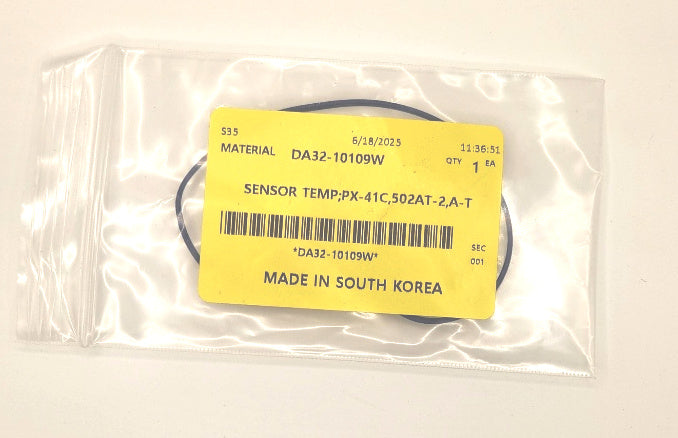 S35 6/18/2025 11:36:51
MATERIAL DA32-10109W QTY 1 EA
SENSOR TEMP;PX-41C,502AT-2,A-T
*DA32-10109W* SEC
001
MADE IN SOUTH KOREA